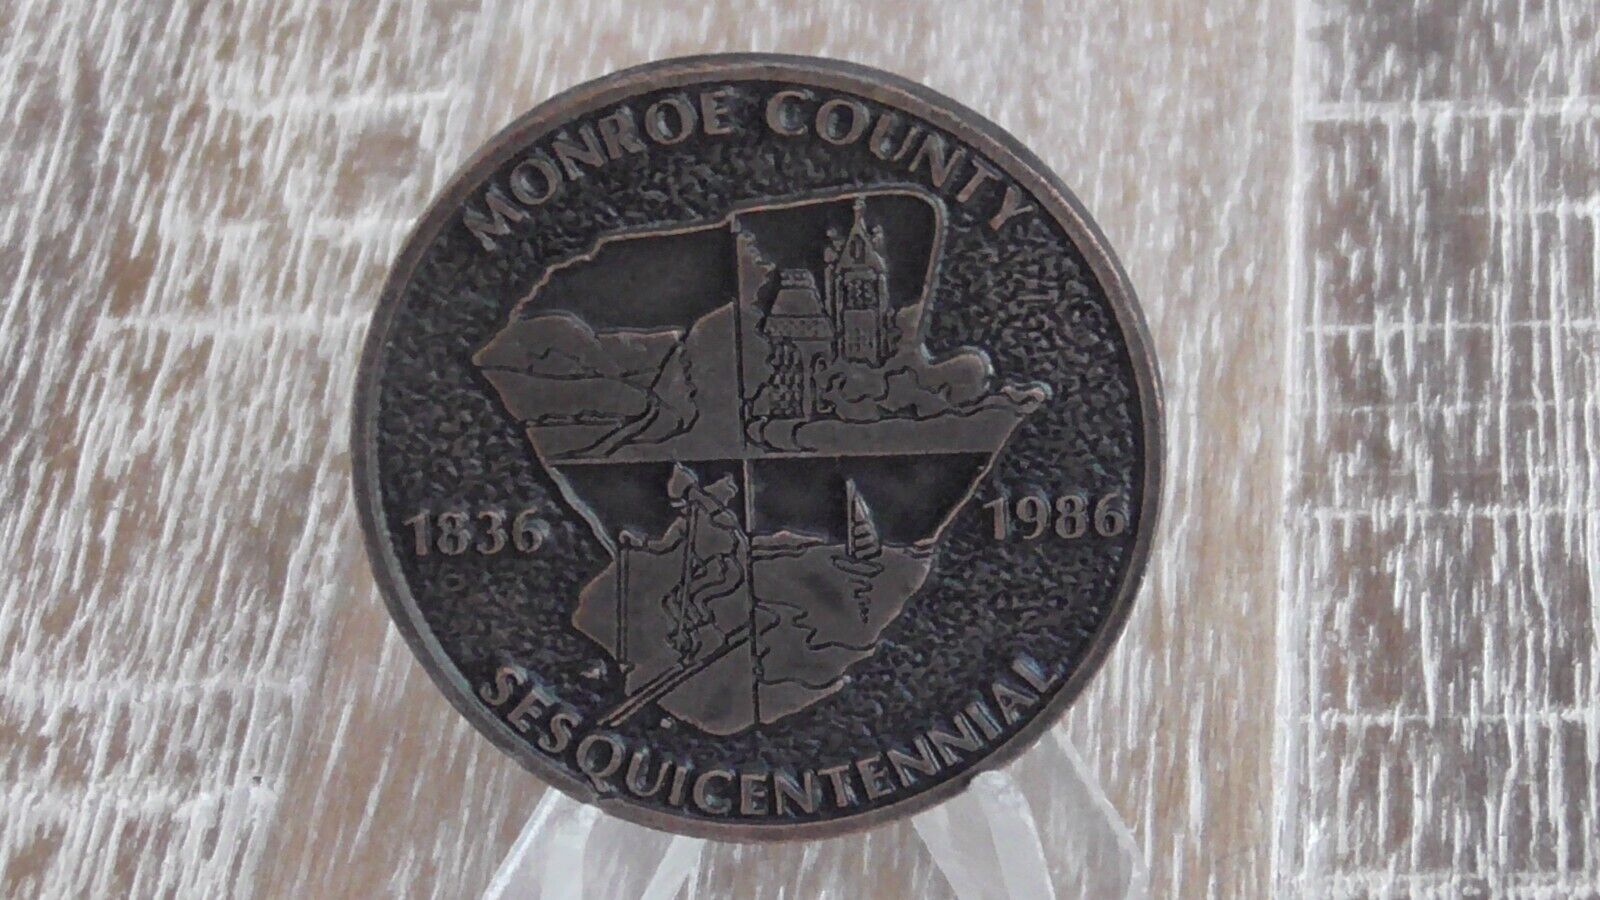 MONROE COUNTY
1836
1986
SESQUICENTENNIAL